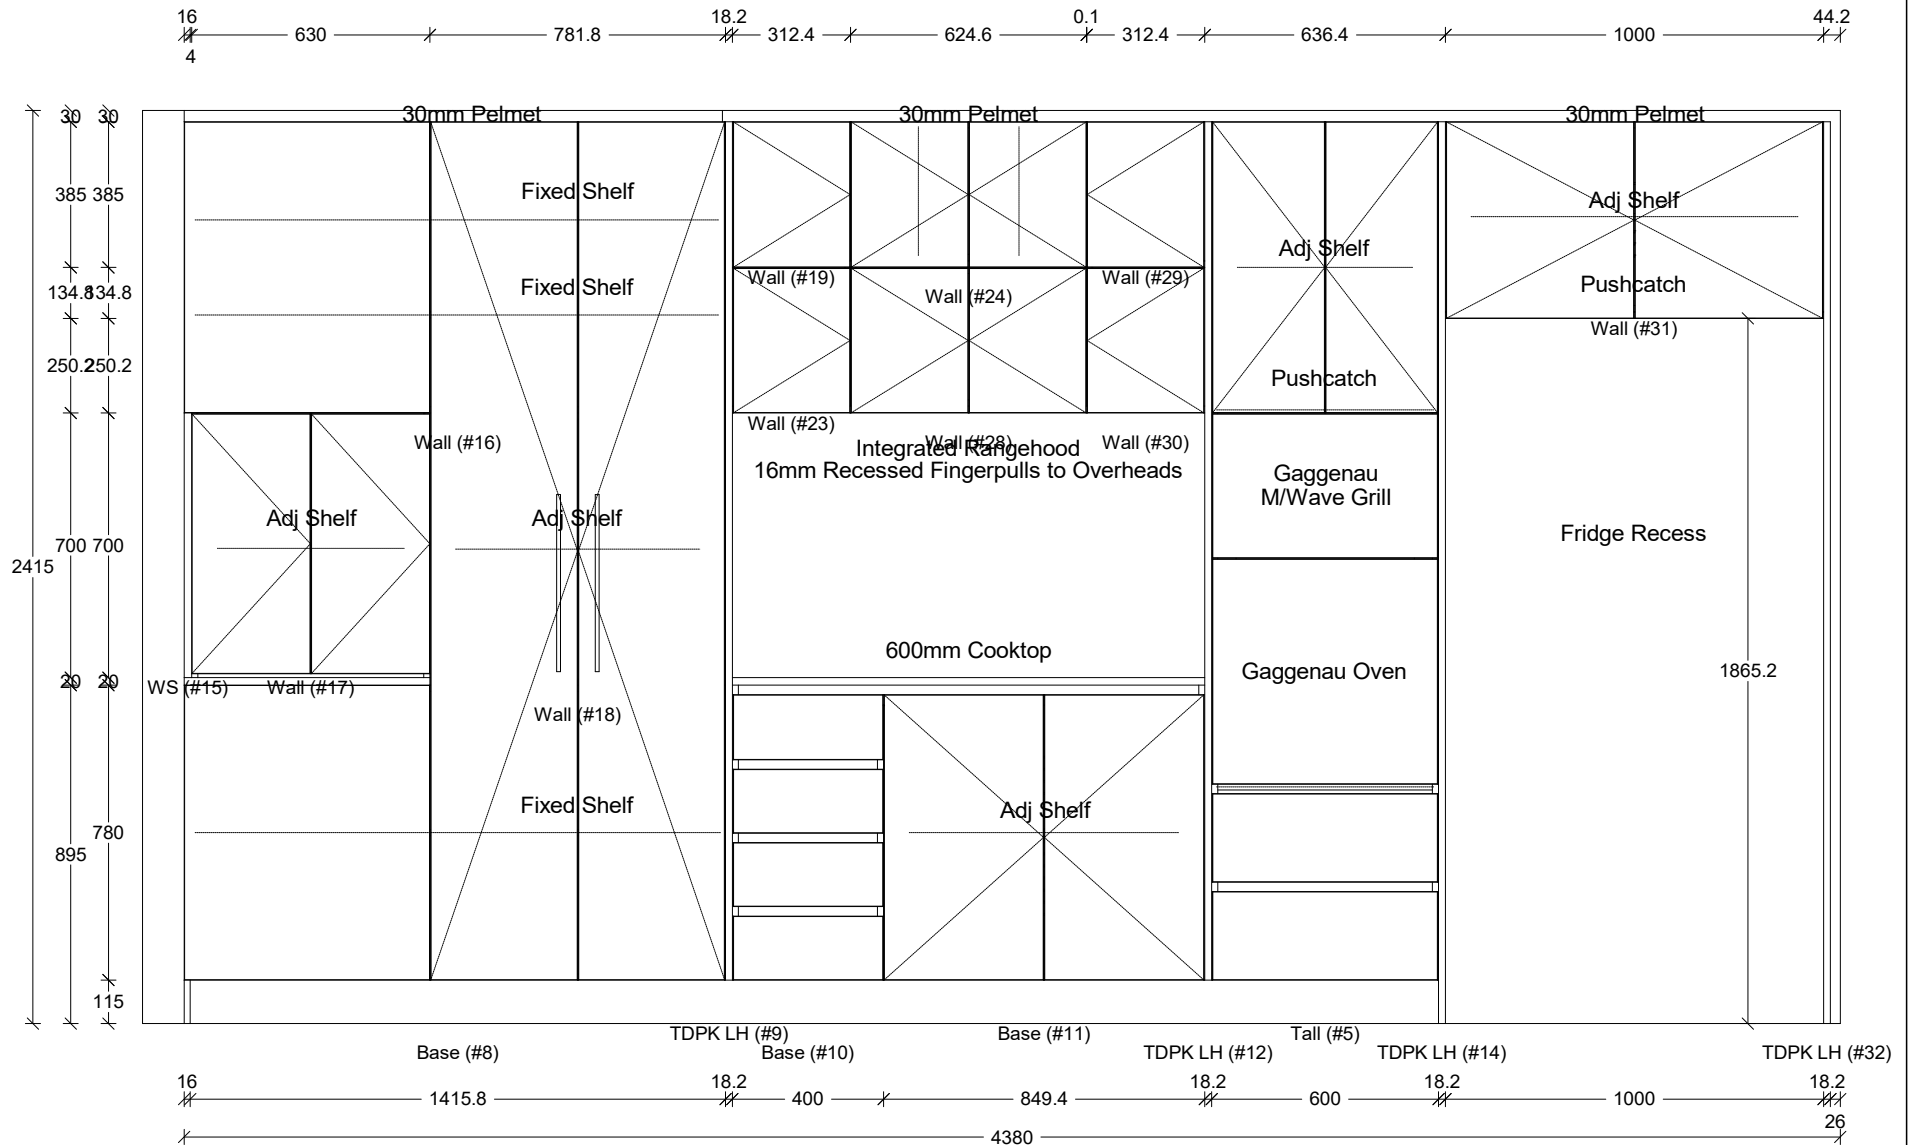 16 18.2 0.1 44.2
630 781.8 312.4 624.6 312.4 636.4 1000
4
30 30 30mm Pelmet 30mm Pelmet 30mm Pelmet
385 385 Fixed Shelf Adj Shelf
Adj Shelf
134.8 134.8 Fixed Shelf Wall (#19) Wall (#24) Wall (#29) Pushcatch
Wall (#31)
250.2 250.2 Pushcatch
Wall (#23)
Wall (#16) Wall (#28) Wall (#30)
Integrated Rangehood
16mm Recessed Fingerpulls to Overheads
Gaggenau
M/Wave Grill
Adj Shelf Adj Shelf Fridge Recess
700 700
2415
600mm Cooktop
Gaggenau Oven 1865.2
20 20
WS (#15) Wall (#17)
Wall (#18)
Fixed Shelf Adj Shelf
780
895
115
TDPK LH (#9) Base (#11) Tall (#5)
Base (#8) Base (#10) TDPK LH (#12) TDPK LH (#14) TDPK LH (#32)
16 18.2 18.2 18.2 18.2
1415.8 400 849.4 600 1000
26
4380